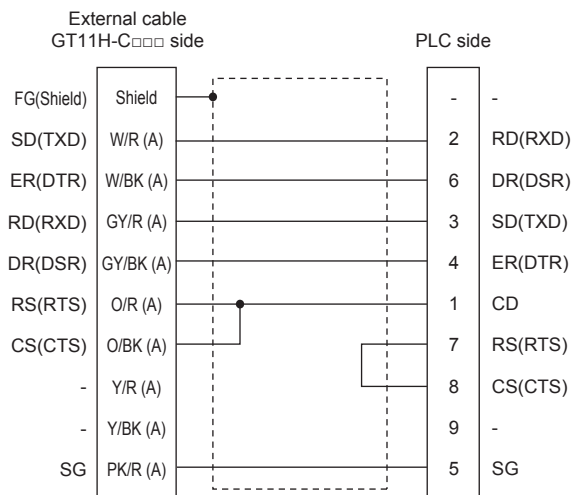 External cable
GT11H-C□□□ side PLC side
FG(Shield) Shield - -
SD(TXD) W/R (A) 2 RD(RXD)
ER(DTR) W/BK (A) 6 DR(DSR)
RD(RXD) GY/R (A) 3 SD(TXD)
DR(DSR) GY/BK (A) 4 ER(DTR)
RS(RTS) O/R (A) 1 CD
CS(CTS) O/BK (A) 7 RS(RTS)
- Y/R (A) 8 CS(CTS)
- Y/BK (A) 9 -
SG PK/R (A) 5 SG